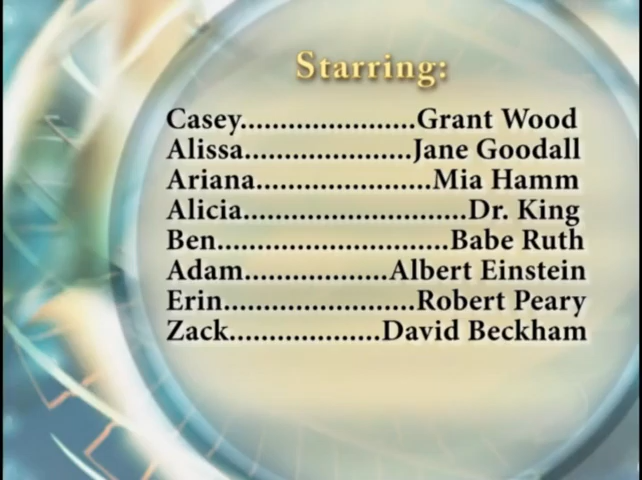 Starring:
Casey......................Grant Wood
Alissa.....................Jane Goodall
Ariana......................Mia Hamm
Alicia............................Dr. King
Ben.............................Babe Ruth
Adam..................Albert Einstein
Erin........................Robert Peary
Zack...................David Beckham